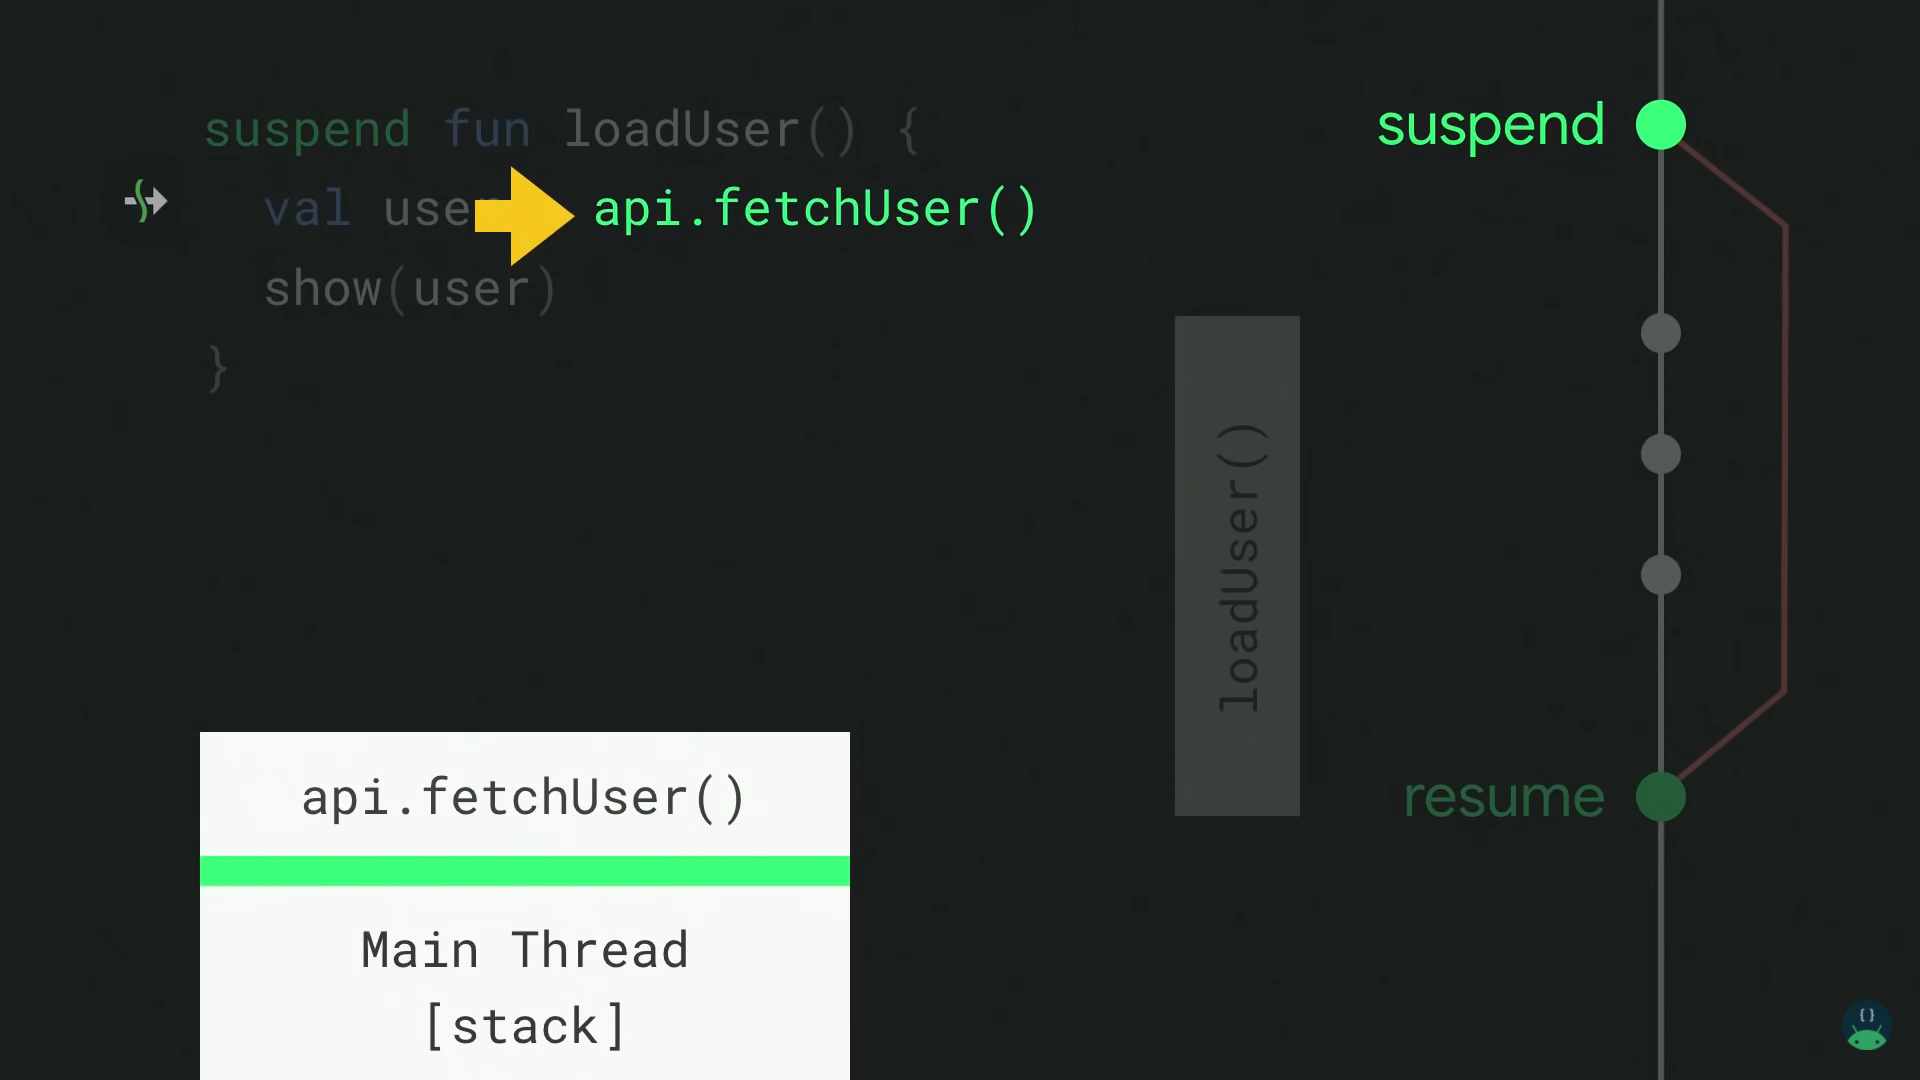 suspend fun loadUser() {
val user api.fetchUser()
show(user)
}
suspend
loadUser()
resume
api.fetchUser()
Main Thread
[stack]
{}